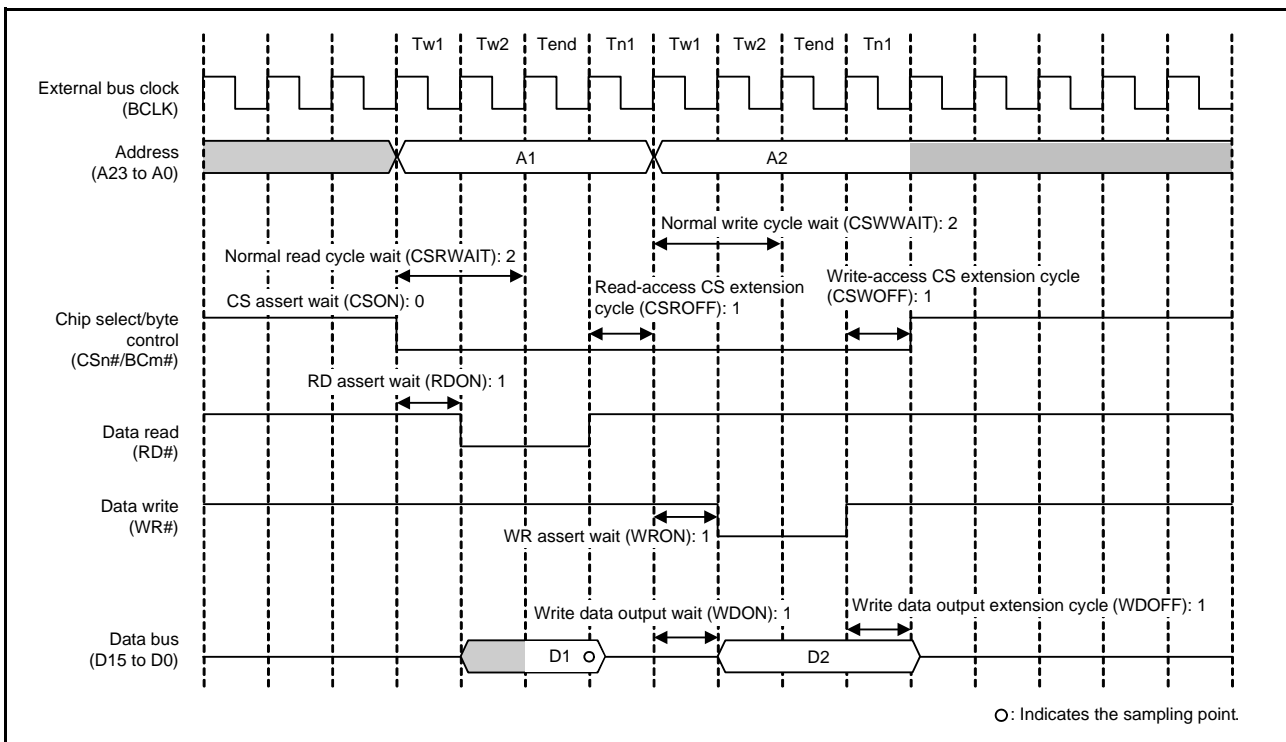 Tw1 Tw2 Tend Tn1 Tw1 Tw2 Tend Tn1
External bus clock
(BCLK)
Address
(A23 to A0)
A1
A2
Normal write cycle wait (CSWWAIT): 2
Normal read cycle wait (CSRWAIT): 2
Write-access CS extension cycle
(CSWOFF): 1
Read-access CS extension
cycle (CSROFF): 1
CS assert wait (CSON): 0
Chip select/byte
control
(CSn#/BCm#)
RD assert wait (RDON): 1
Data read
(RD#)
Data write
(WR#)
WR assert wait (WRON): 1
Write data output wait (WDON): 1
Write data output extension cycle (WDOFF): 1
Data bus
(D15 to D0)
D1
D2
: Indicates the sampling point.